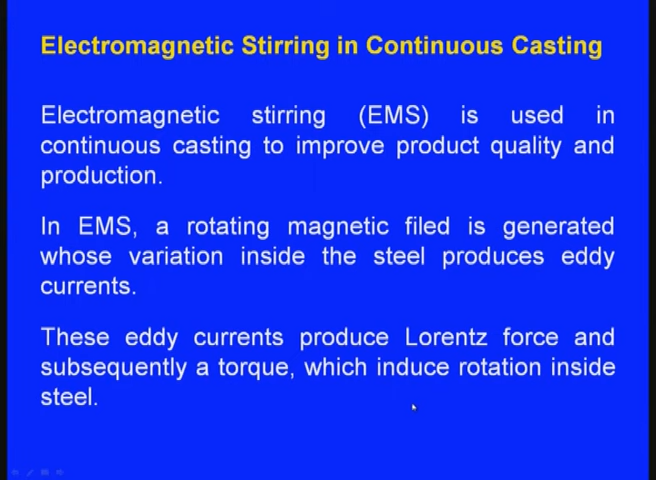 Electromagnetic Stirring in Continuous Casting
Electromagnetic stirring (EMS) is used in
continuous casting to improve product quality and
production.
In EMS, a rotating magnetic filed is generated
whose variation inside the steel produces eddy
currents.
These eddy currents produce Lorentz force and
subsequently a torque, which induce rotation inside
steel.